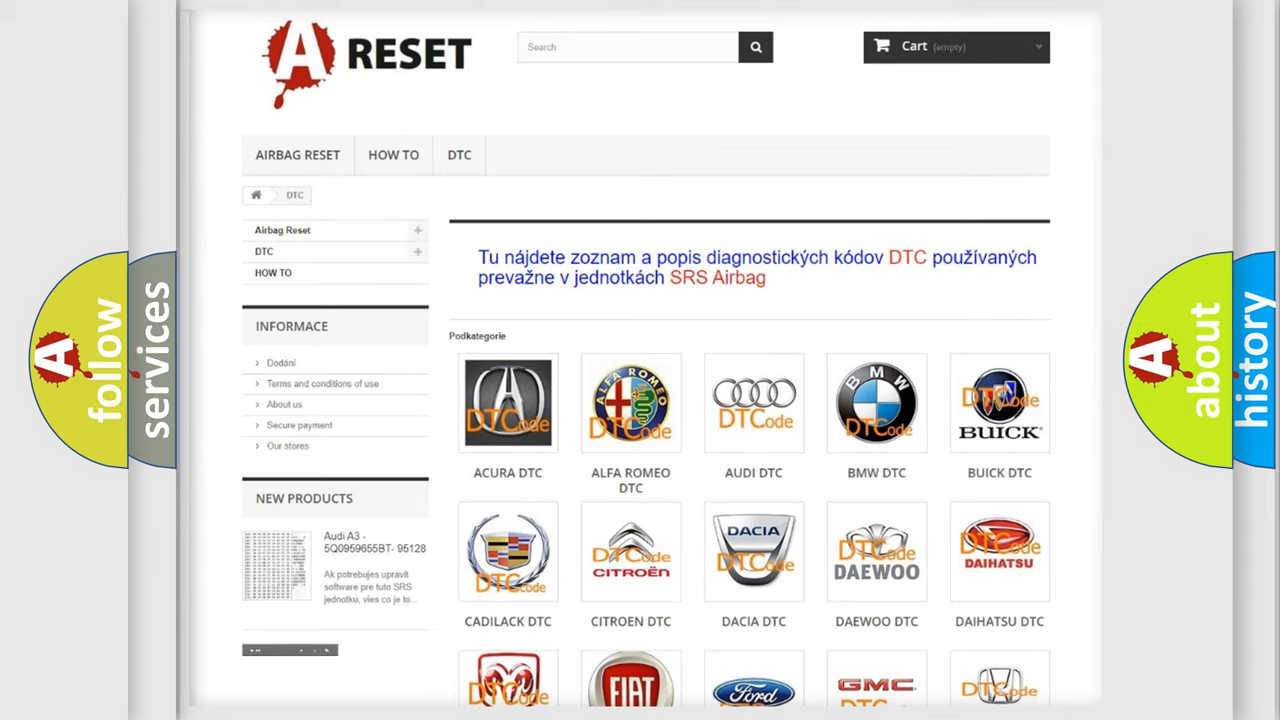 A RESET
Search
Cart (empty)
AIRBAG RESET
HOW TO
DTC
DTC
Airbag Reset
DTC
HOW TO
Tu nájdete zoznam a popis diagnostických kódov DTC používaných
prevažne v jednotkách SRS Airbag
INFORMACE
Dodání
Terms and conditions of use
About us
Secure payment
Our stores
NEW PRODUCTS
Audi A3 -
5Q0959655BT- 95128
Ak potrebujes upravit
software pre tuto SRS
jednotku, vies co je to...
Podkategorie
DTCode
ALFA ROMEO
DTCode
DTCode
BMW
DTCode
DTCode
BUICK
ACURA DTC
ALFA ROMEO
DTC
AUDI DTC
BMW DTC
BUICK DTC
DTCode
DTCode
CITROËN
DACIA
DTCode
DTCode
DAEWOO
DTCode
DAIHATSU
CADILACK DTC
CITROEN DTC
DACIA DTC
DAEWOO DTC
DAIHATSU DTC
DTCode
FIAT
Ford
GMC
DTCode
A follow
services
A about
history